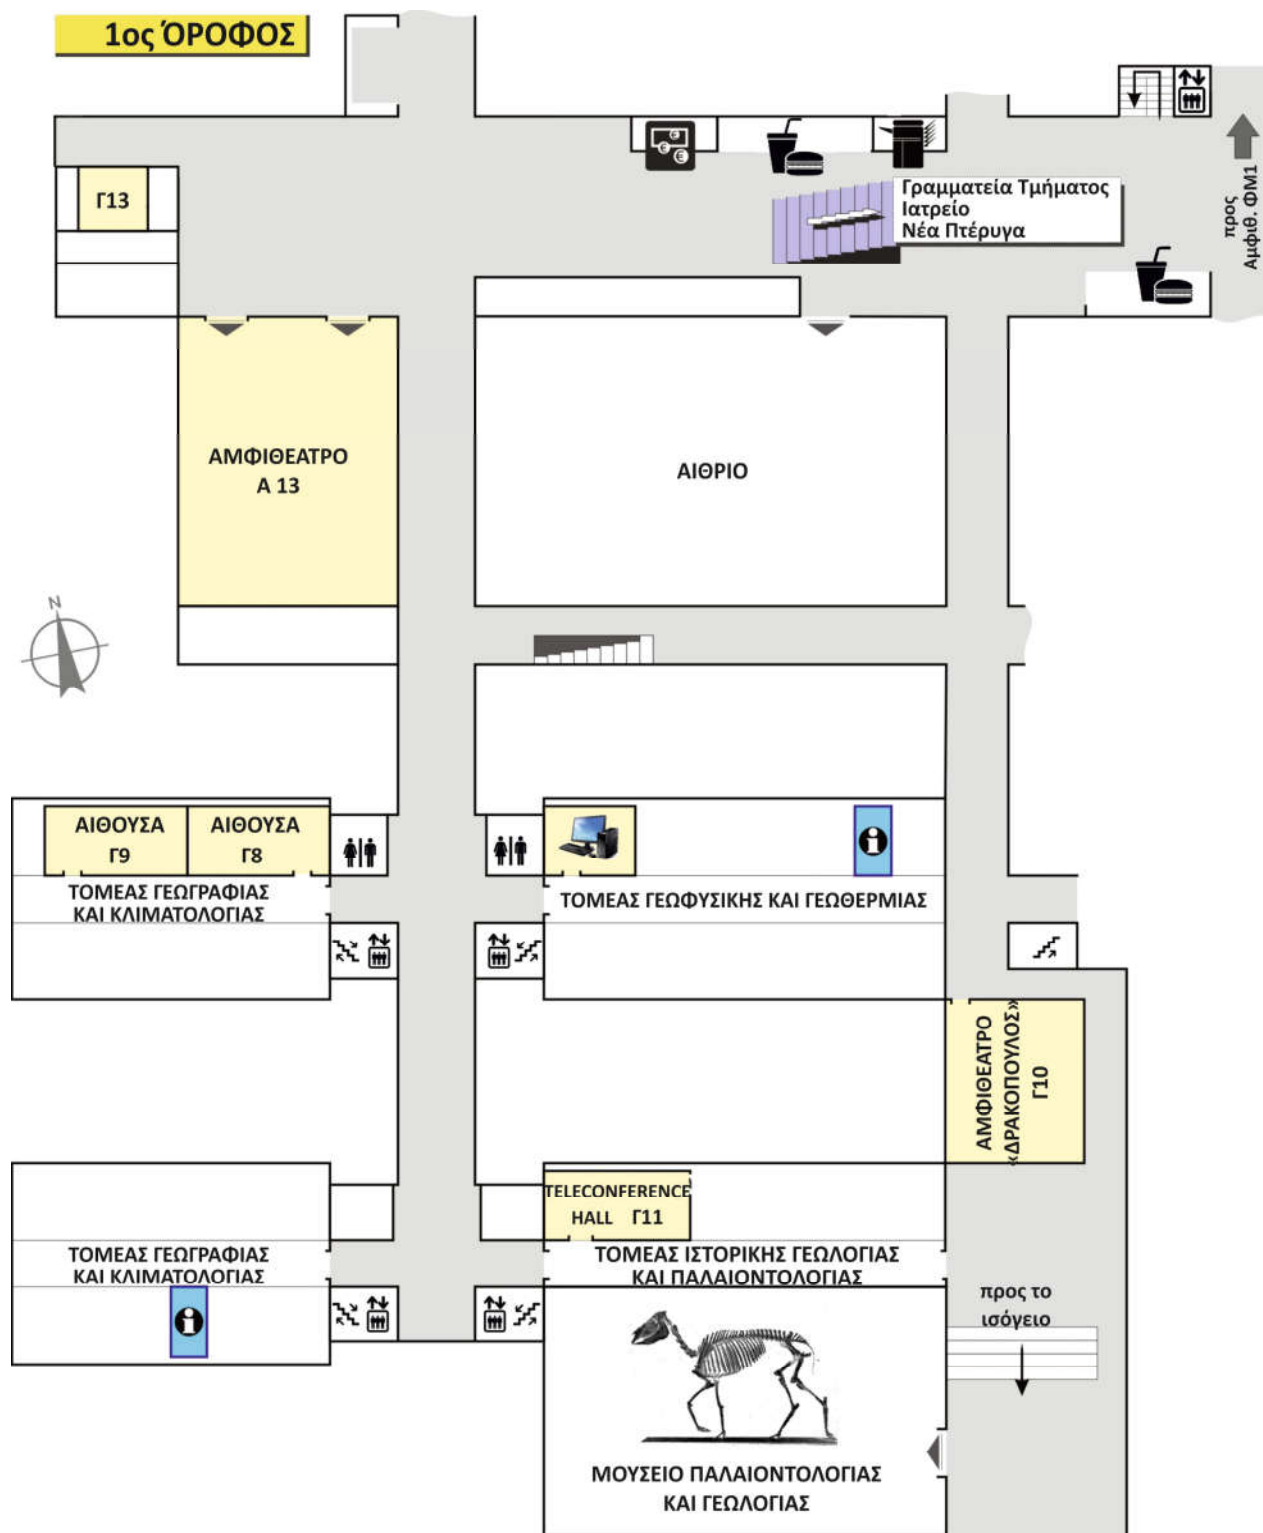 1ος ΌΡΟΦΟΣ
Γραμματεία Τμήματος
Ιατρείο
Νέα Πτέρυγα
προς
Αμφιθ. ΦΜ1
Γ13
ΑΜΦΙΘΕΑΤΡΟ
Α 13
ΑΙΘΡΙΟ
N
ΑΙΘΟΥΣΑ
Γ9
ΑΙΘΟΥΣΑ
Γ8
ΤΟΜΕΑΣ ΓΕΩΓΡΑΦΙΑΣ
ΚΑΙ ΚΛΙΜΑΤΟΛΟΓΙΑΣ
ΤΟΜΕΑΣ ΓΕΩΦΥΣΙΚΗΣ ΚΑΙ ΓΕΩΘΕΡΜΙΑΣ
ΑΜΦΙΘΕΑΤΡΟ
«ΔΡΑΚΟΠΟΥΛΟΣ»
Γ10
TELECONFERENCE
HALL Γ11
ΤΟΜΕΑΣ ΓΕΩΓΡΑΦΙΑΣ
ΚΑΙ ΚΛΙΜΑΤΟΛΟΓΙΑΣ
ΤΟΜΕΑΣ ΙΣΤΟΡΙΚΗΣ ΓΕΩΛΟΓΙΑΣ
ΚΑΙ ΠΑΛΑΙΟΝΤΟΛΟΓΙΑΣ
προς το
ισόγειο
ΜΟΥΣΕΙΟ ΠΑΛΑΙΟΝΤΟΛΟΓΙΑΣ
ΚΑΙ ΓΕΩΛΟΓΙΑΣ